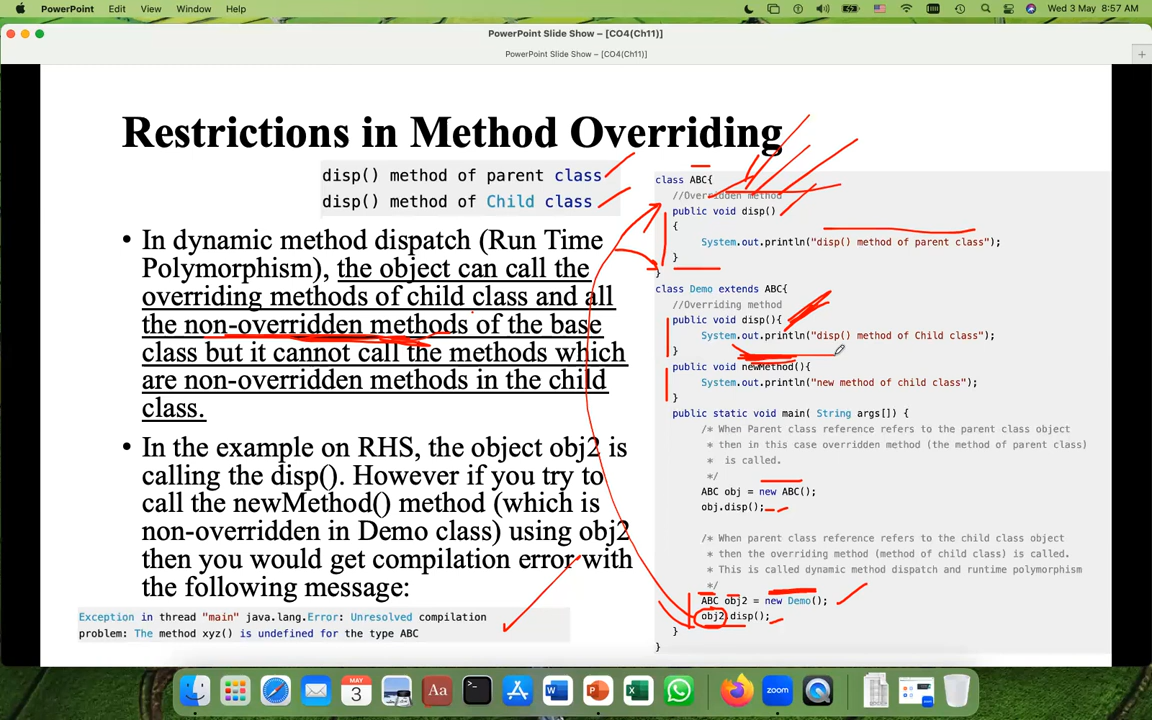 PowerPoint Edit View Window Help Wed 3 May 8:57 AM
PowerPoint Slide Show – [CO4(Ch11)]
PowerPoint Slide Show – [CO4(Ch11)]
Restrictions in Method Overriding
disp() method of parent class
disp() method of Child class
• In dynamic method dispatch (Run Time
Polymorphism), the object can call the
overriding methods of child class and all
the non-overridden methods of the base
class but it cannot call the methods which
are non-overridden methods in the child
class.
• In the example on RHS, the object obj2 is
calling the disp(). However if you try to
call the newMethod() method (which is
non-overridden in Demo class) using obj2
then you would get compilation error with
the following message:
Exception in thread "main" java.lang.Error: Unresolved compilation
problem: The method xyz() is undefined for the type ABC
class ABC{
//Overridden method
public void disp()
{
System.out.println("disp() method of parent class");
}
}
class Demo extends ABC{
//Overriding method
public void disp(){
System.out.println("disp() method of Child class");
}
public void newMethod(){
System.out.println("new method of child class");
}
public static void main( String args[]) {
/* When Parent class reference refers to the parent class object
* then in this case overridden method (the method of parent class)
* is called.
*/
ABC obj = new ABC();
obj.disp();
/* When parent class reference refers to the child class object
* then the overriding method (method of child class) is called.
* This is called dynamic method dispatch and runtime polymorphism
*/
ABC obj2 = new Demo();
obj2.disp();
}
}
MAY
3
Aa
W
P
X
zoom